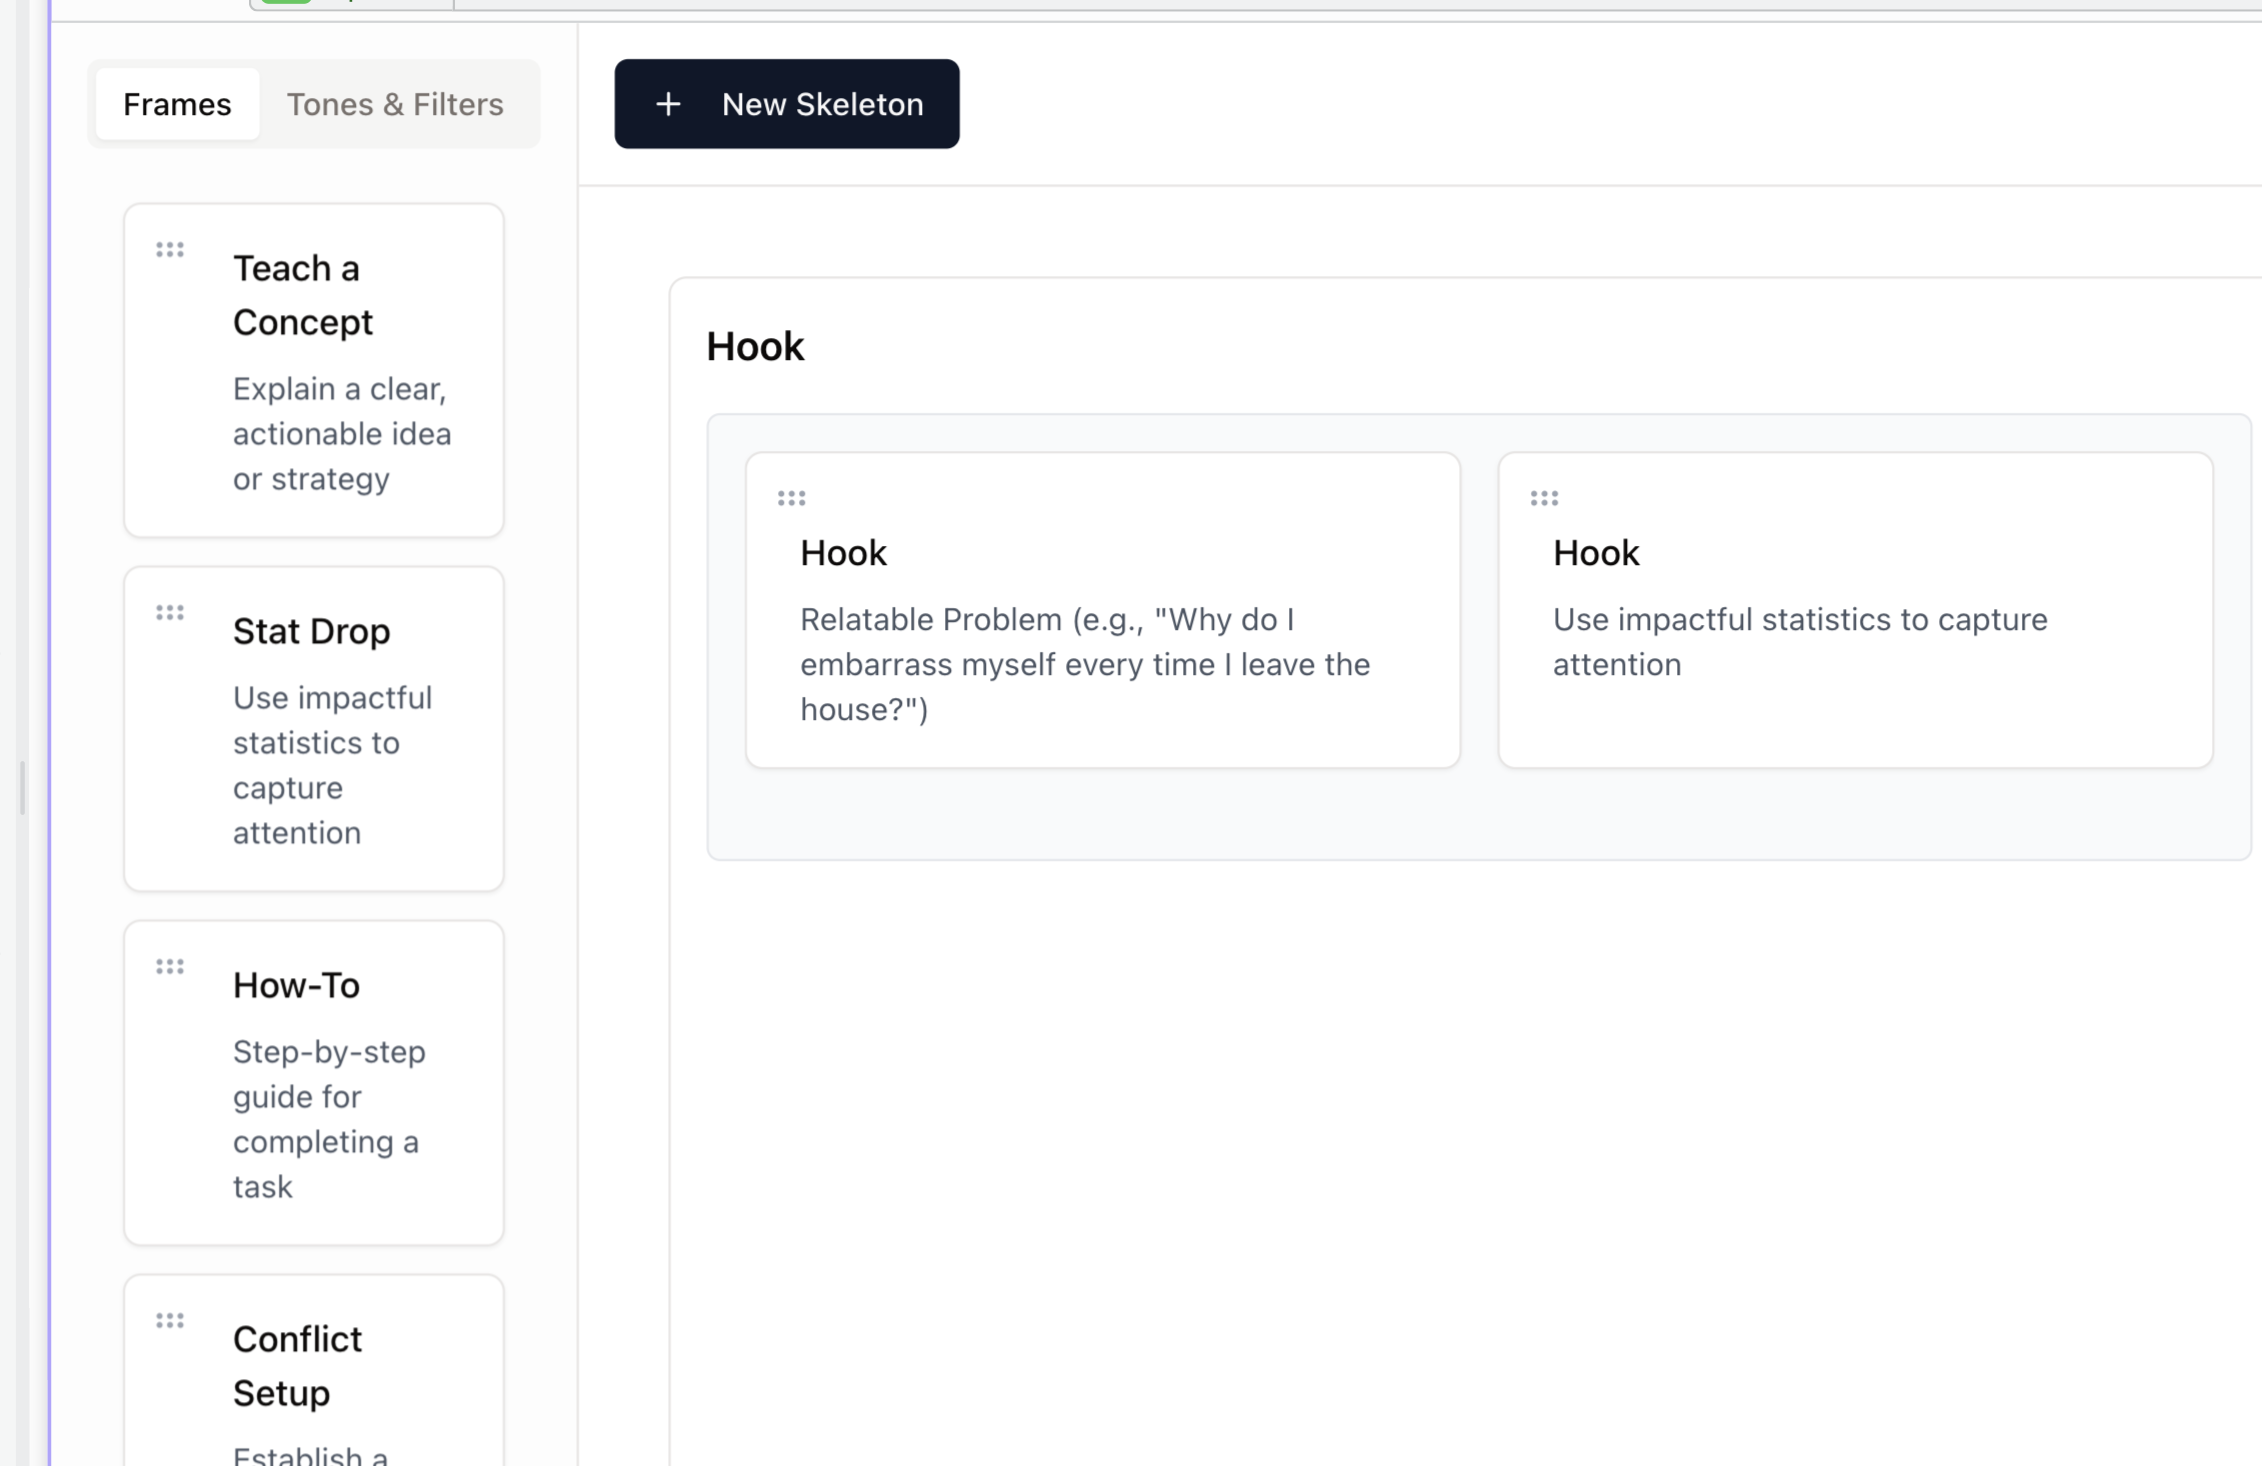 Frames
Tones & Filters
Teach a
Concept
Explain a clear,
actionable idea
or strategy
Stat Drop
Use impactful
statistics to
capture
attention
How-To
Step-by-step
guide for
completing a
task
Conflict
Setup
Establish a
+ New Skeleton
Hook
Hook
Relatable Problem (e.g., "Why do I
embarrass myself every time I leave the
house?")
Hook
Use impactful statistics to capture
attention